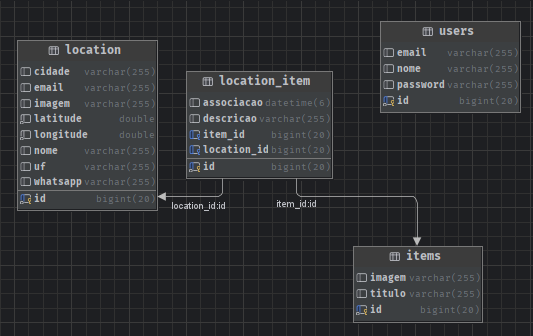 location
cidade varchar(255)
email varchar(255)
imagem varchar(255)
latitude double
longitude double
nome varchar(255)
uf varchar(255)
whatsapp varchar(255)
id bigint(20)
location_item
associacao datetime(6)
descricao varchar(255)
item_id bigint(20)
location_id bigint(20)
id bigint(20)
users
email varchar(255)
nome varchar(255)
password varchar(255)
id bigint(20)
location_id:id
item_id:id
items
imagem varchar(255)
titulo varchar(255)
id bigint(20)